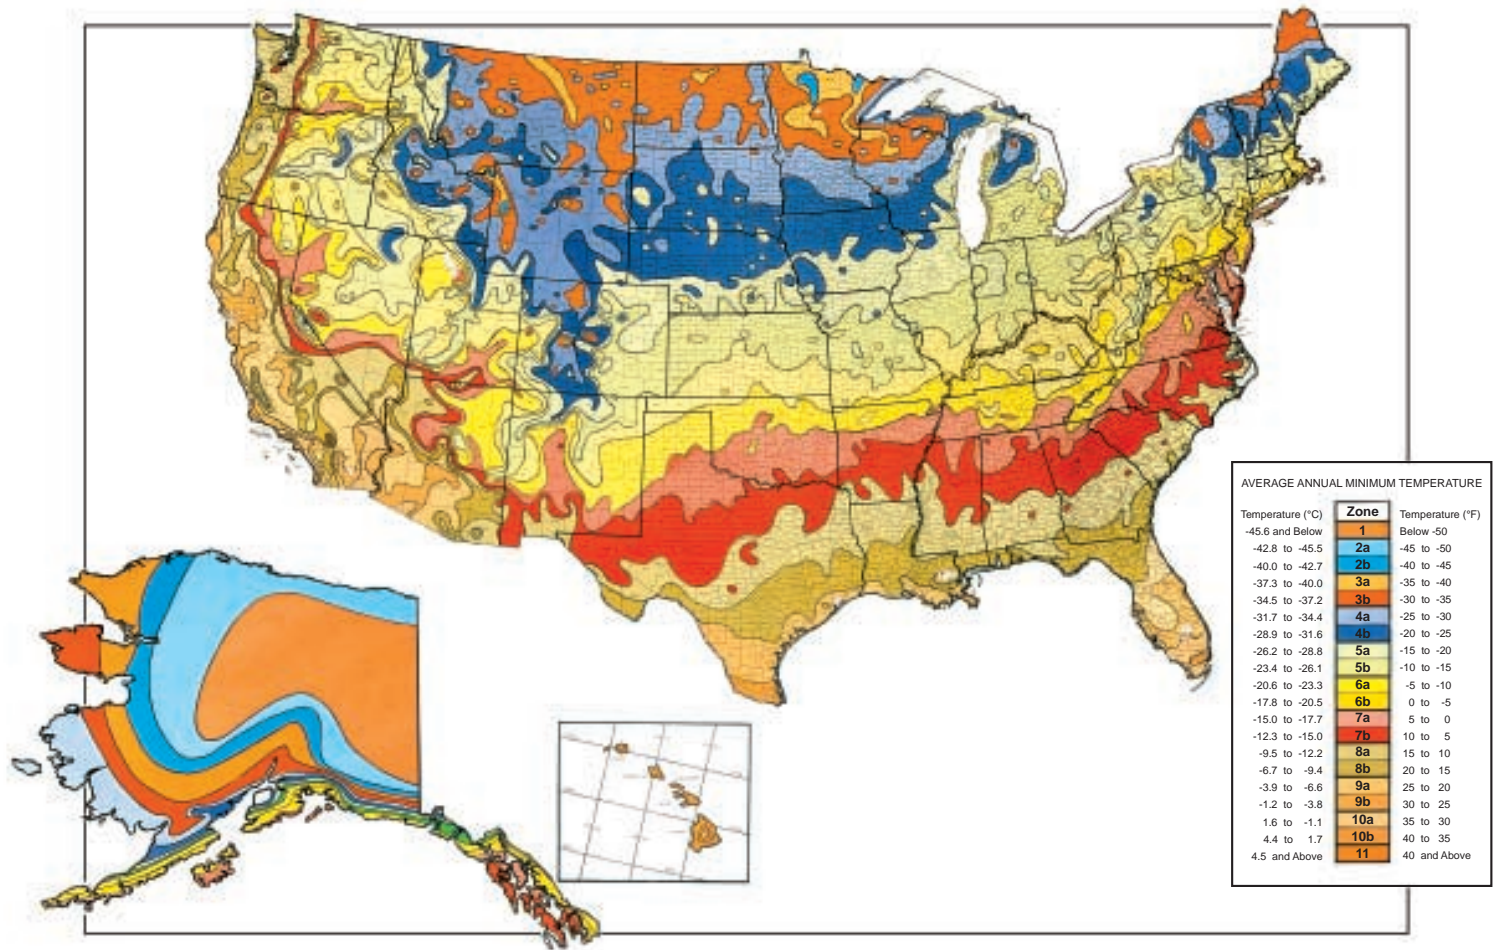 AVERAGE ANNUAL MINIMUM TEMPERATURE
Temperature (°C) Zone Temperature (°F)
-45.6 and Below 1 Below -50
-42.8 to -45.5 2a -45 to -50
-40.0 to -42.7 2b -40 to -45
-37.3 to -40.0 3a -35 to -40
-34.5 to -37.2 3b -30 to -35
-31.7 to -34.4 4a -25 to -30
-28.9 to -31.6 4b -20 to -25
-26.2 to -28.8 5a -15 to -20
-23.4 to -26.1 5b -10 to -15
-20.6 to -23.3 6a -5 to -10
-17.8 to -20.5 6b 0 to -5
-15.0 to -17.7 7a 5 to 0
-12.3 to -15.0 7b 10 to 5
-9.5 to -12.2 8a 15 to 10
-6.7 to -9.4 8b 20 to 15
-3.9 to -6.6 9a 25 to 20
-1.2 to -3.8 9b 30 to 25
1.6 to -1.1 10a 35 to 30
4.4 to 1.7 10b 40 to 35
4.5 and Above 11 40 and Above